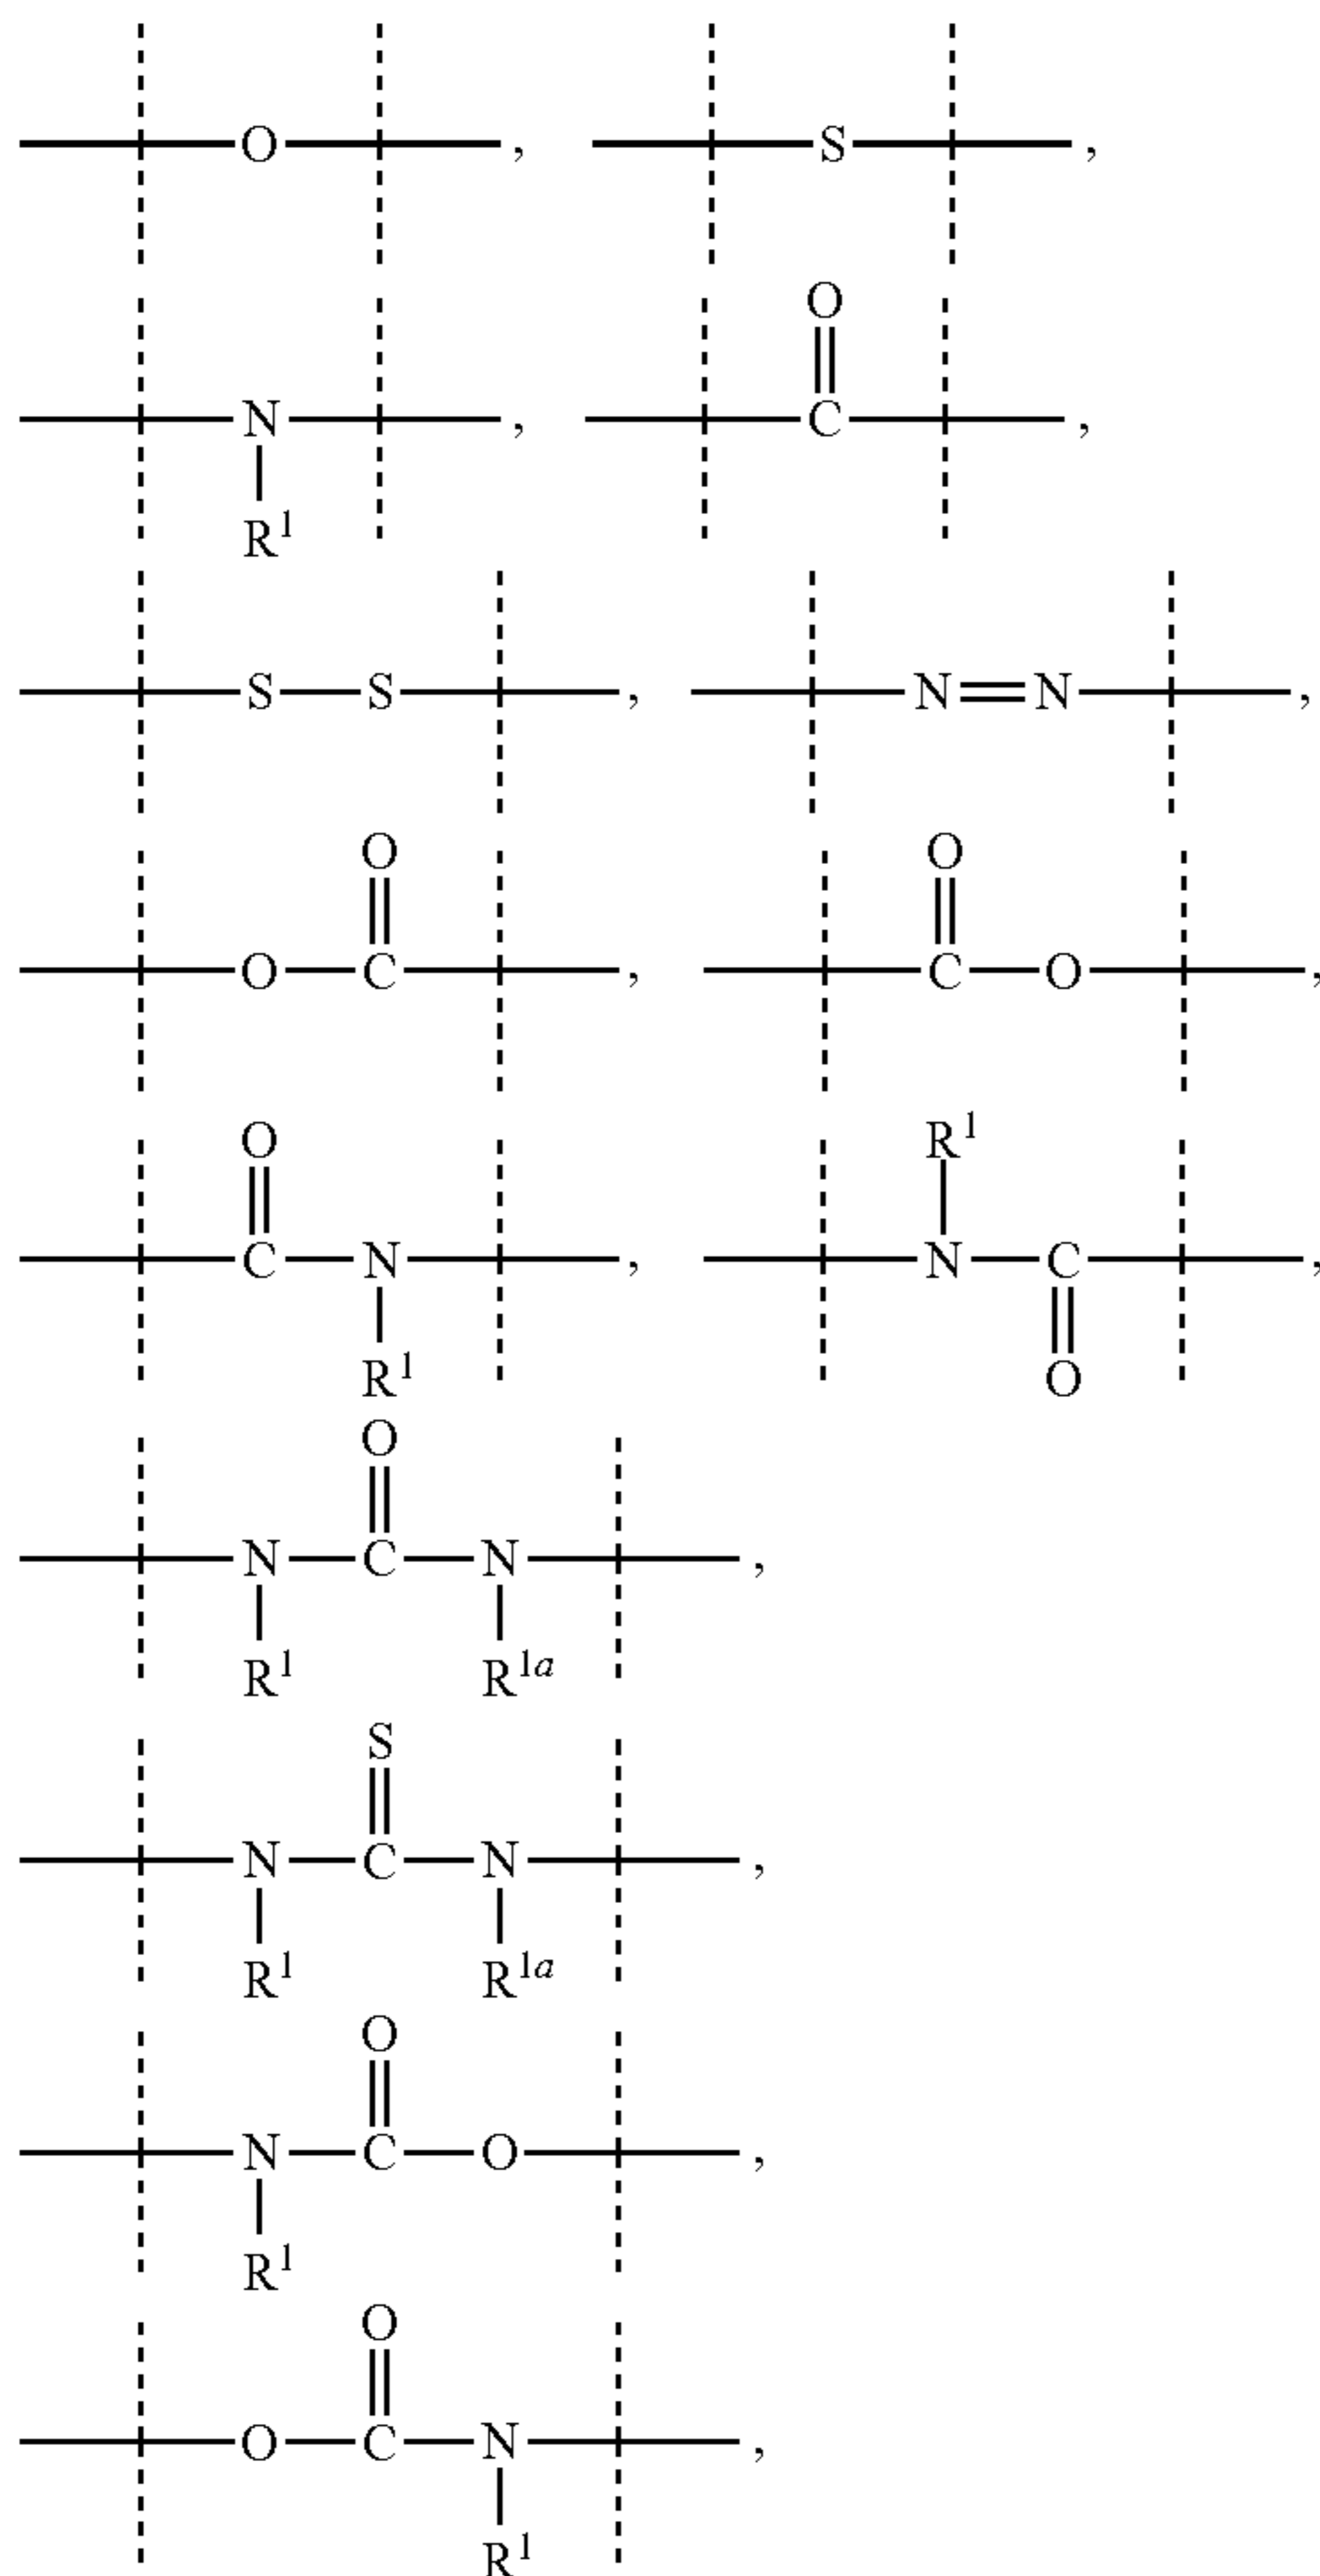 O, S,
O
N, C,
R¹
S S, N N,
O O
O C, C O,
O R¹
C N, N C,
R¹ O
O
N C N,
R¹ R¹ᵃ
S
N C N,
R¹ R¹ᵃ
O
N C O,
R¹
O
O C N,
R¹